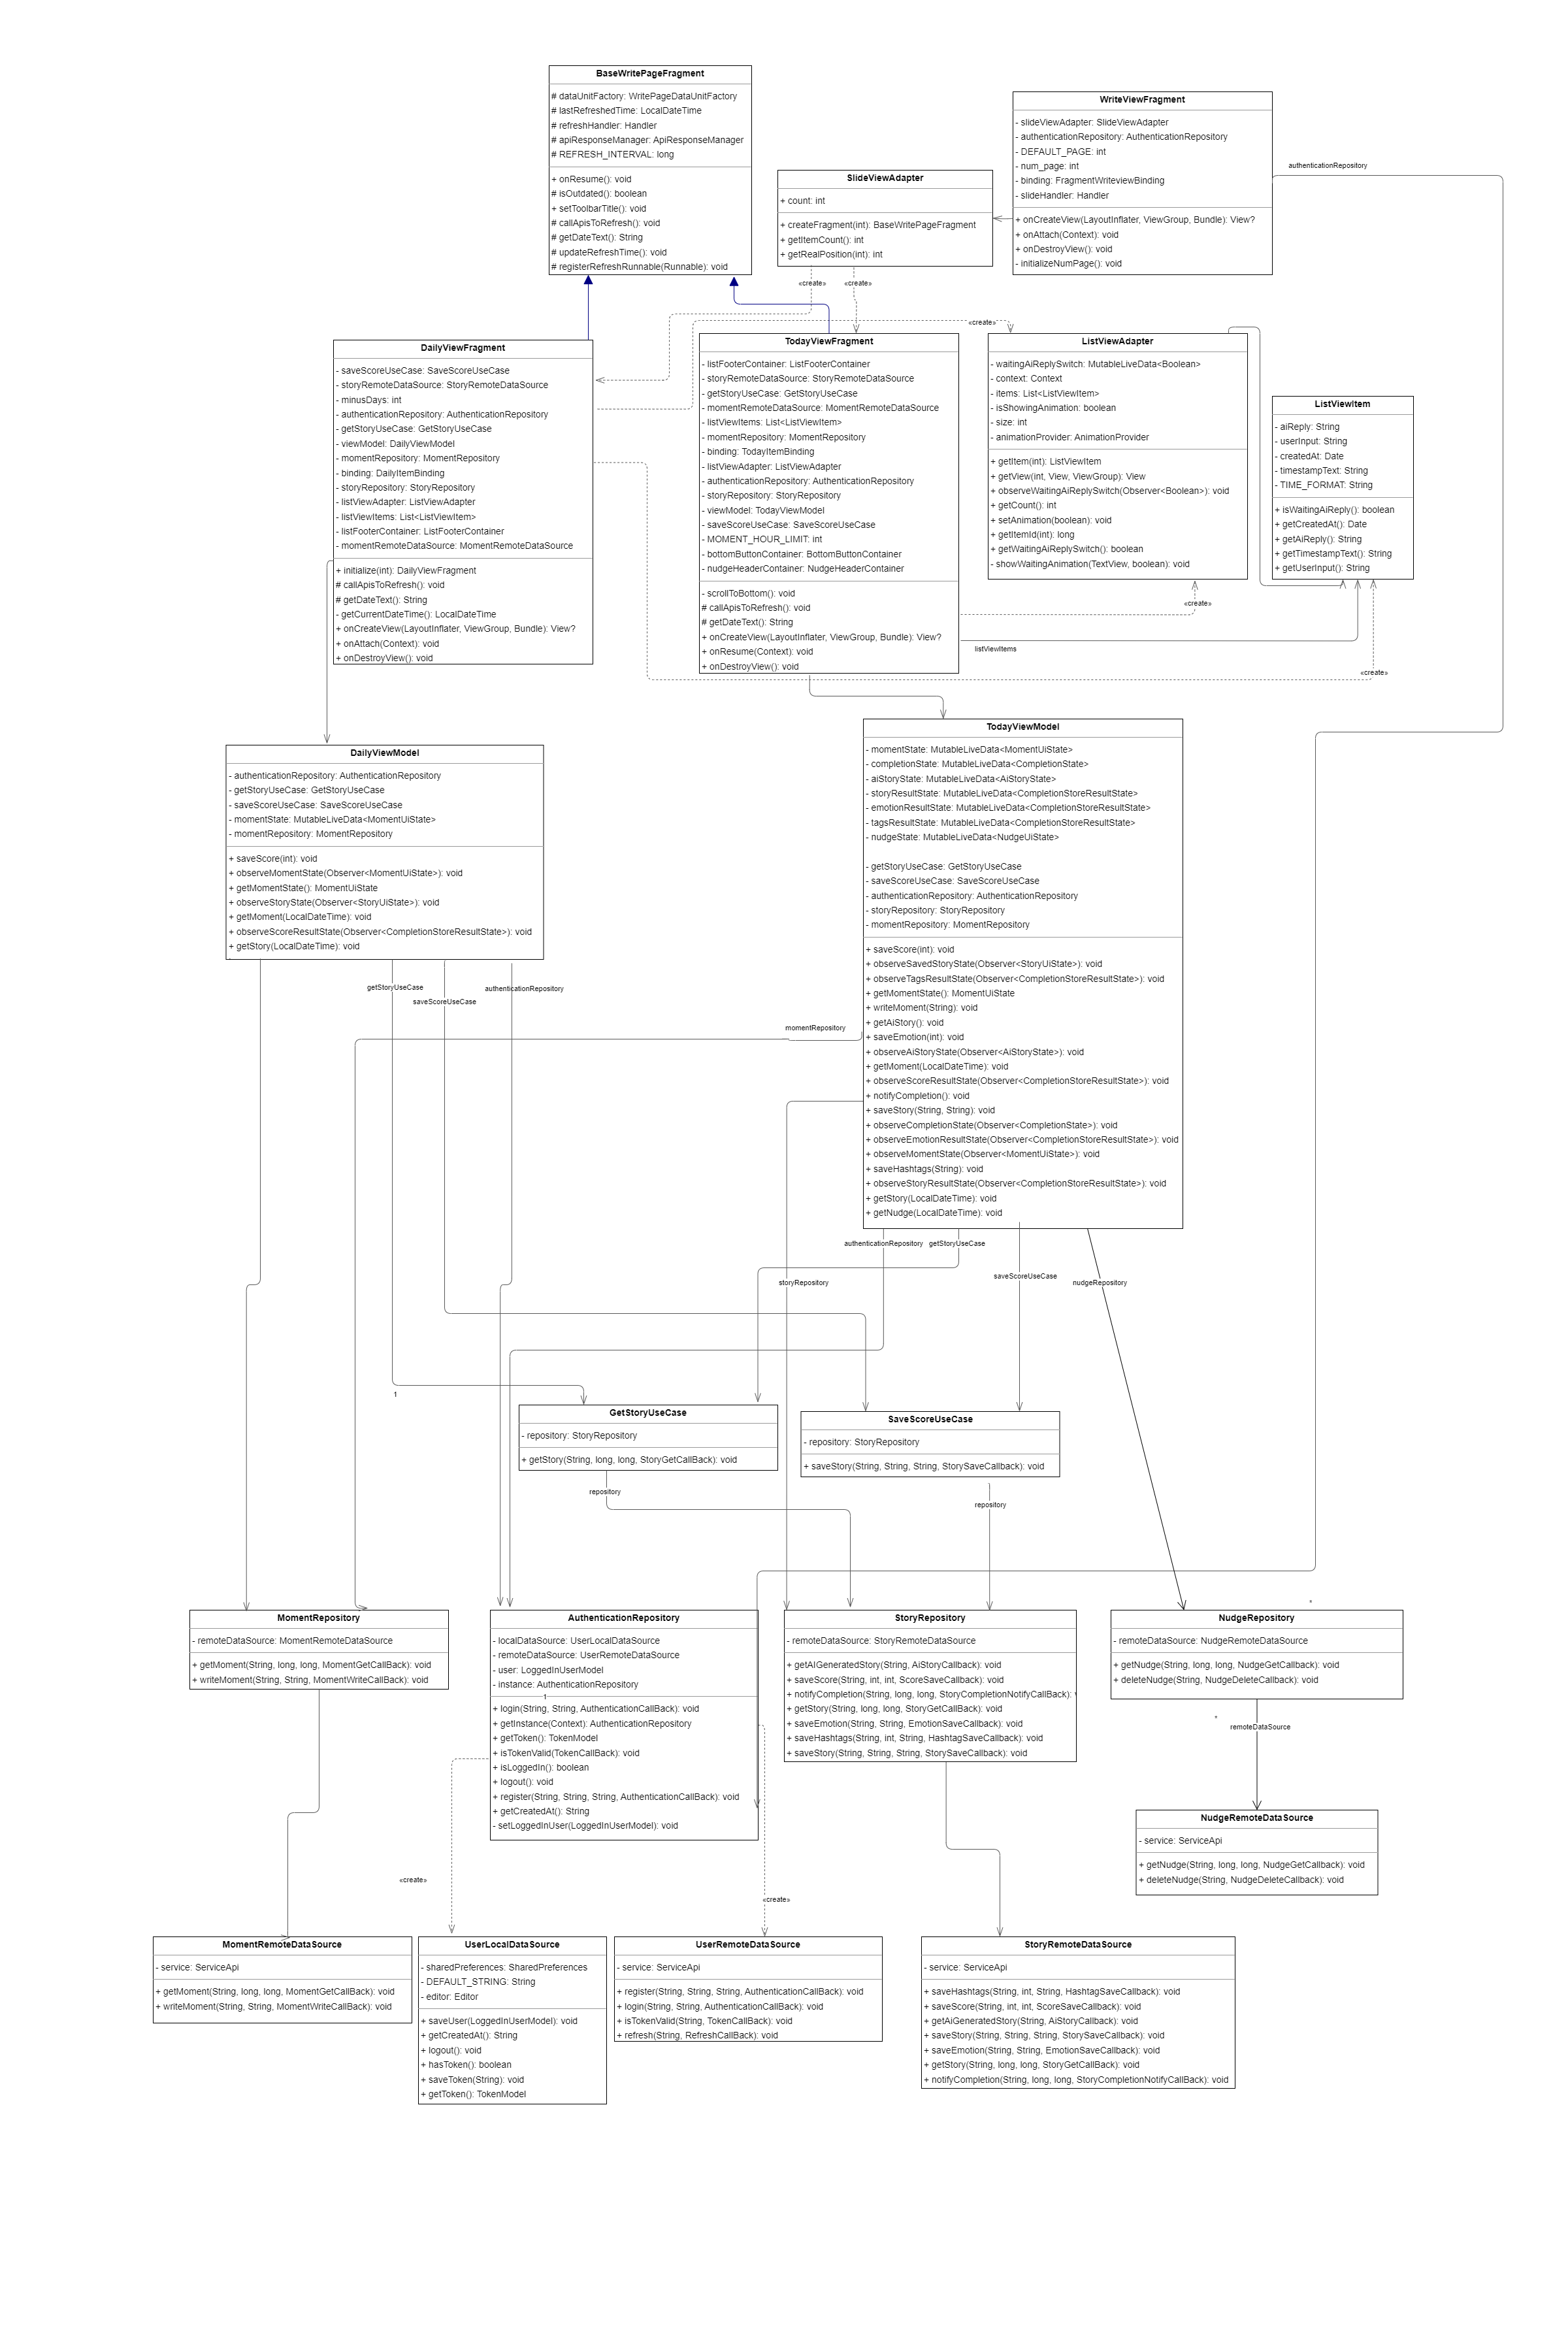 BaseWritePageFragment
# dataUnitFactory: WritePageDataUnitFactory
# lastRefreshedTime: LocalDateTime
# refreshHandler: Handler
# apiResponseManager: ApiResponseManager
# REFRESH_INTERVAL: long
+ onResume(): void
# isOutdated(): boolean
+ setToolbarTitle(): void
# callApisToRefresh(): void
# getDateText(): String
# updateRefreshTime(): void
# registerRefreshRunnable(Runnable): void
WriteViewFragment
- slideViewAdapter: SlideViewAdapter
- authenticationRepository: AuthenticationRepository
- DEFAULT_PAGE: int
- num_page: int
- binding: FragmentWriteviewBinding
- slideHandler: Handler
+ onCreateView(LayoutInflater, ViewGroup, Bundle): View?
+ onAttach(Context): void
+ onDestroyView(): void
- initializeNumPage(): void
authenticationRepository
SlideViewAdapter
+ count: int
+ createFragment(int): BaseWritePageFragment
+ getItemCount(): int
+ getRealPosition(int): int
«create»
«create»
«create»
DailyViewFragment
- saveScoreUseCase: SaveScoreUseCase
- storyRemoteDataSource: StoryRemoteDataSource
- minusDays: int
- authenticationRepository: AuthenticationRepository
- getStoryUseCase: GetStoryUseCase
- viewModel: DailyViewModel
- momentRepository: MomentRepository
- binding: DailyItemBinding
- storyRepository: StoryRepository
- listViewAdapter: ListViewAdapter
- listViewItems: List<ListViewItem>
- listFooterContainer: ListFooterContainer
- momentRemoteDataSource: MomentRemoteDataSource
+ initialize(int): DailyViewFragment
# callApisToRefresh(): void
# getDateText(): String
- getCurrentDateTime(): LocalDateTime
+ onCreateView(LayoutInflater, ViewGroup, Bundle): View?
+ onAttach(Context): void
+ onDestroyView(): void
TodayViewFragment
- listFooterContainer: ListFooterContainer
- storyRemoteDataSource: StoryRemoteDataSource
- getStoryUseCase: GetStoryUseCase
- momentRemoteDataSource: MomentRemoteDataSource
- listViewItems: List<ListViewItem>
- momentRepository: MomentRepository
- binding: TodayItemBinding
- listViewAdapter: ListViewAdapter
- authenticationRepository: AuthenticationRepository
- storyRepository: StoryRepository
- viewModel: TodayViewModel
- saveScoreUseCase: SaveScoreUseCase
- MOMENT_HOUR_LIMIT: int
- bottomButtonContainer: BottomButtonContainer
- nudgeHeaderContainer: NudgeHeaderContainer
- scrollToBottom(): void
# callApisToRefresh(): void
# getDateText(): String
+ onCreateView(LayoutInflater, ViewGroup, Bundle): View?
+ onResume(Context): void
+ onDestroyView(): void
ListViewAdapter
- waitingAiReplySwitch: MutableLiveData<Boolean>
- context: Context
- items: List<ListViewItem>
- isShowingAnimation: boolean
- size: int
- animationProvider: AnimationProvider
+ getItem(int): ListViewItem
+ getView(int, View, ViewGroup): View
+ observeWaitingAiReplySwitch(Observer<Boolean>): void
+ getCount(): int
+ setAnimation(boolean): void
+ getItemId(int): long
+ getWaitingAiReplySwitch(): boolean
- showWaitingAnimation(TextView, boolean): void
ListViewItem
- aiReply: String
- userInput: String
- createdAt: Date
- timestampText: String
- TIME_FORMAT: String
+ isWaitingAiReply(): boolean
+ getCreatedAt(): Date
+ getAiReply(): String
+ getTimestampText(): String
+ getUserInput(): String
«create»
listViewItems
«create»
DailyViewModel
- authenticationRepository: AuthenticationRepository
- getStoryUseCase: GetStoryUseCase
- saveScoreUseCase: SaveScoreUseCase
- momentState: MutableLiveData<MomentUiState>
- momentRepository: MomentRepository
+ saveScore(int): void
+ observeMomentState(Observer<MomentUiState>): void
+ getMomentState(): MomentUiState
+ observeStoryState(Observer<StoryUiState>): void
+ getMoment(LocalDateTime): void
+ observeScoreResultState(Observer<CompletionStoreResultState>): void
+ getStory(LocalDateTime): void
getStoryUseCase
saveScoreUseCase
authenticationRepository
TodayViewModel
- momentState: MutableLiveData<MomentUiState>
- completionState: MutableLiveData<CompletionState>
- aiStoryState: MutableLiveData<AiStoryState>
- storyResultState: MutableLiveData<CompletionStoreResultState>
- emotionResultState: MutableLiveData<CompletionStoreResultState>
- tagsResultState: MutableLiveData<CompletionStoreResultState>
- nudgeState: MutableLiveData<NudgeUiState>
- getStoryUseCase: GetStoryUseCase
- saveScoreUseCase: SaveScoreUseCase
- authenticationRepository: AuthenticationRepository
- storyRepository: StoryRepository
- momentRepository: MomentRepository
+ saveScore(int): void
+ observeSavedStoryState(Observer<StoryUiState>): void
+ observeTagsResultState(Observer<CompletionStoreResultState>): void
+ getMomentState(): MomentUiState
+ writeMoment(String): void
+ getAiStory(): void
+ saveEmotion(int): void
+ observeAiStoryState(Observer<AiStoryState>): void
+ getMoment(LocalDateTime): void
+ observeScoreResultState(Observer<CompletionStoreResultState>): void
+ notifyCompletion(): void
+ saveStory(String, String): void
+ observeCompletionState(Observer<CompletionState>): void
+ observeEmotionResultState(Observer<CompletionStoreResultState>): void
+ observeMomentState(Observer<MomentUiState>): void
+ saveHashtags(String): void
+ observeStoryResultState(Observer<CompletionStoreResultState>): void
+ getStory(LocalDateTime): void
+ getNudge(LocalDateTime): void
momentRepository
authenticationRepository
getStoryUseCase
storyRepository
saveScoreUseCase
nudgeRepository
1
GetStoryUseCase
- repository: StoryRepository
+ getStory(String, long, long, StoryGetCallBack): void
SaveScoreUseCase
- repository: StoryRepository
+ saveStory(String, String, String, StorySaveCallback): void
repository
repository
MomentRepository
- remoteDataSource: MomentRemoteDataSource
+ getMoment(String, long, long, MomentGetCallBack): void
+ writeMoment(String, String, MomentWriteCallBack): void
AuthenticationRepository
- localDataSource: UserLocalDataSource
- remoteDataSource: UserRemoteDataSource
- user: LoggedInUserModel
- instance: AuthenticationRepository
1
+ login(String, String, AuthenticationCallBack): void
+ getInstance(Context): AuthenticationRepository
+ getToken(): TokenModel
+ isTokenValid(TokenCallBack): void
+ isLoggedIn(): boolean
+ logout(): void
+ register(String, String, String, AuthenticationCallBack): void
+ getCreatedAt(): String
- setLoggedInUser(LoggedInUserModel): void
StoryRepository
- remoteDataSource: StoryRemoteDataSource
+ getAIGeneratedStory(String, AiStoryCallback): void
+ saveScore(String, int, int, ScoreSaveCallback): void
+ notifyCompletion(String, long, long, StoryCompletionNotifyCallBack):
+ getStory(String, long, long, StoryGetCallBack): void
+ saveEmotion(String, String, EmotionSaveCallback): void
+ saveHashtags(String, int, String, HashtagSaveCallback): void
+ saveStory(String, String, String, StorySaveCallback): void
*
NudgeRepository
- remoteDataSource: NudgeRemoteDataSource
+ getNudge(String, long, long, NudgeGetCallback): void
+ deleteNudge(String, NudgeDeleteCallback): void
*
remoteDataSource
NudgeRemoteDataSource
- service: ServiceApi
+ getNudge(String, long, long, NudgeGetCallback): void
+ deleteNudge(String, NudgeDeleteCallback): void
«create»
«create»
MomentRemoteDataSource
- service: ServiceApi
+ getMoment(String, long, long, MomentGetCallBack): void
+ writeMoment(String, String, MomentWriteCallBack): void
UserLocalDataSource
- sharedPreferences: SharedPreferences
- DEFAULT_STRING: String
- editor: Editor
+ saveUser(LoggedInUserModel): void
+ getCreatedAt(): String
+ logout(): void
+ hasToken(): boolean
+ saveToken(String): void
+ getToken(): TokenModel
UserRemoteDataSource
- service: ServiceApi
+ register(String, String, String, AuthenticationCallBack): void
+ login(String, String, AuthenticationCallBack): void
+ isTokenValid(String, TokenCallBack): void
+ refresh(String, RefreshCallBack): void
StoryRemoteDataSource
- service: ServiceApi
+ saveHashtags(String, int, String, HashtagSaveCallback): void
+ saveScore(String, int, int, ScoreSaveCallback): void
+ getAiGeneratedStory(String, AiStoryCallback): void
+ saveStory(String, String, String, StorySaveCallback): void
+ saveEmotion(String, String, EmotionSaveCallback): void
+ getStory(String, long, long, StoryGetCallBack): void
+ notifyCompletion(String, long, long, StoryCompletionNotifyCallBack): void